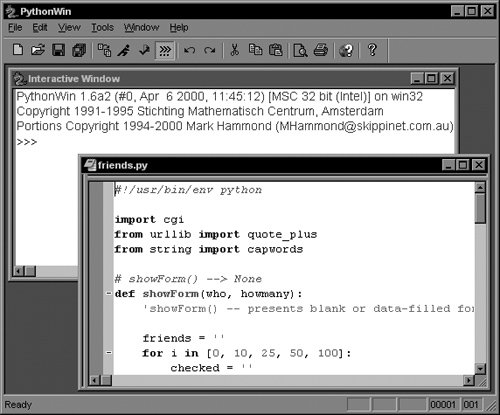 PythonWin
File Edit View Tools Window Help
Interactive Window
PythonWin 1.6a2 (#0, Apr  6 2000, 11:45:12) [MSC 32 bit (Intel)] on win32
Copyright 1991-1995 Stichting Mathematisch Centrum, Amsterdam
Portions Copyright 1994-2000 Mark Hammond (MHammond@skippinet.com.au)
>>>
friends.py
#!/usr/bin/env python
import cgi
from urllib import quote_plus
from string import capwords
# showForm() --> None
def showForm(who, howmany):
'showForm() -- presents blank or data-filled for
friends = ''
for i in [0, 10, 25, 50, 100]:
checked = ''
Ready 00001 001